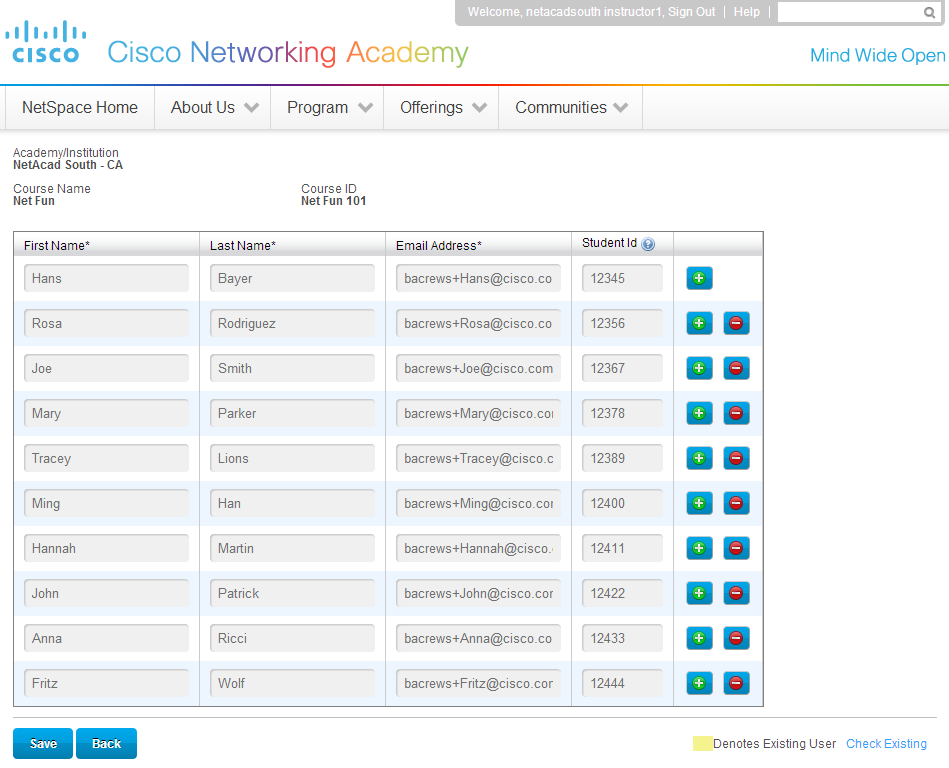 Welcome, netacadsouth instructor1, Sign Out | Help |
cisco Cisco Networking Academy Mind Wide Open
NetSpace Home About Us Program Offerings Communities
Academy/Institution
NetAcad South - CA
Course Name Course ID
Net Fun Net Fun 101
First Name* Last Name* Email Address* Student Id ?
Hans Bayer bacrews+Hans@cisco.co 12345
Rosa Rodriguez bacrews+Rosa@cisco.co 12356
Joe Smith bacrews+Joe@cisco.com 12367
Mary Parker bacrews+Mary@cisco.com 12378
Tracey Lions bacrews+Tracey@cisco.c 12389
Ming Han bacrews+Ming@cisco.com 12400
Hannah Martin bacrews+Hannah@cisco. 12411
John Patrick bacrews+John@cisco.com 12422
Anna Ricci bacrews+Anna@cisco.co 12433
Fritz Wolf bacrews+Fritz@cisco.com 12444
Save Back Denotes Existing User Check Existing